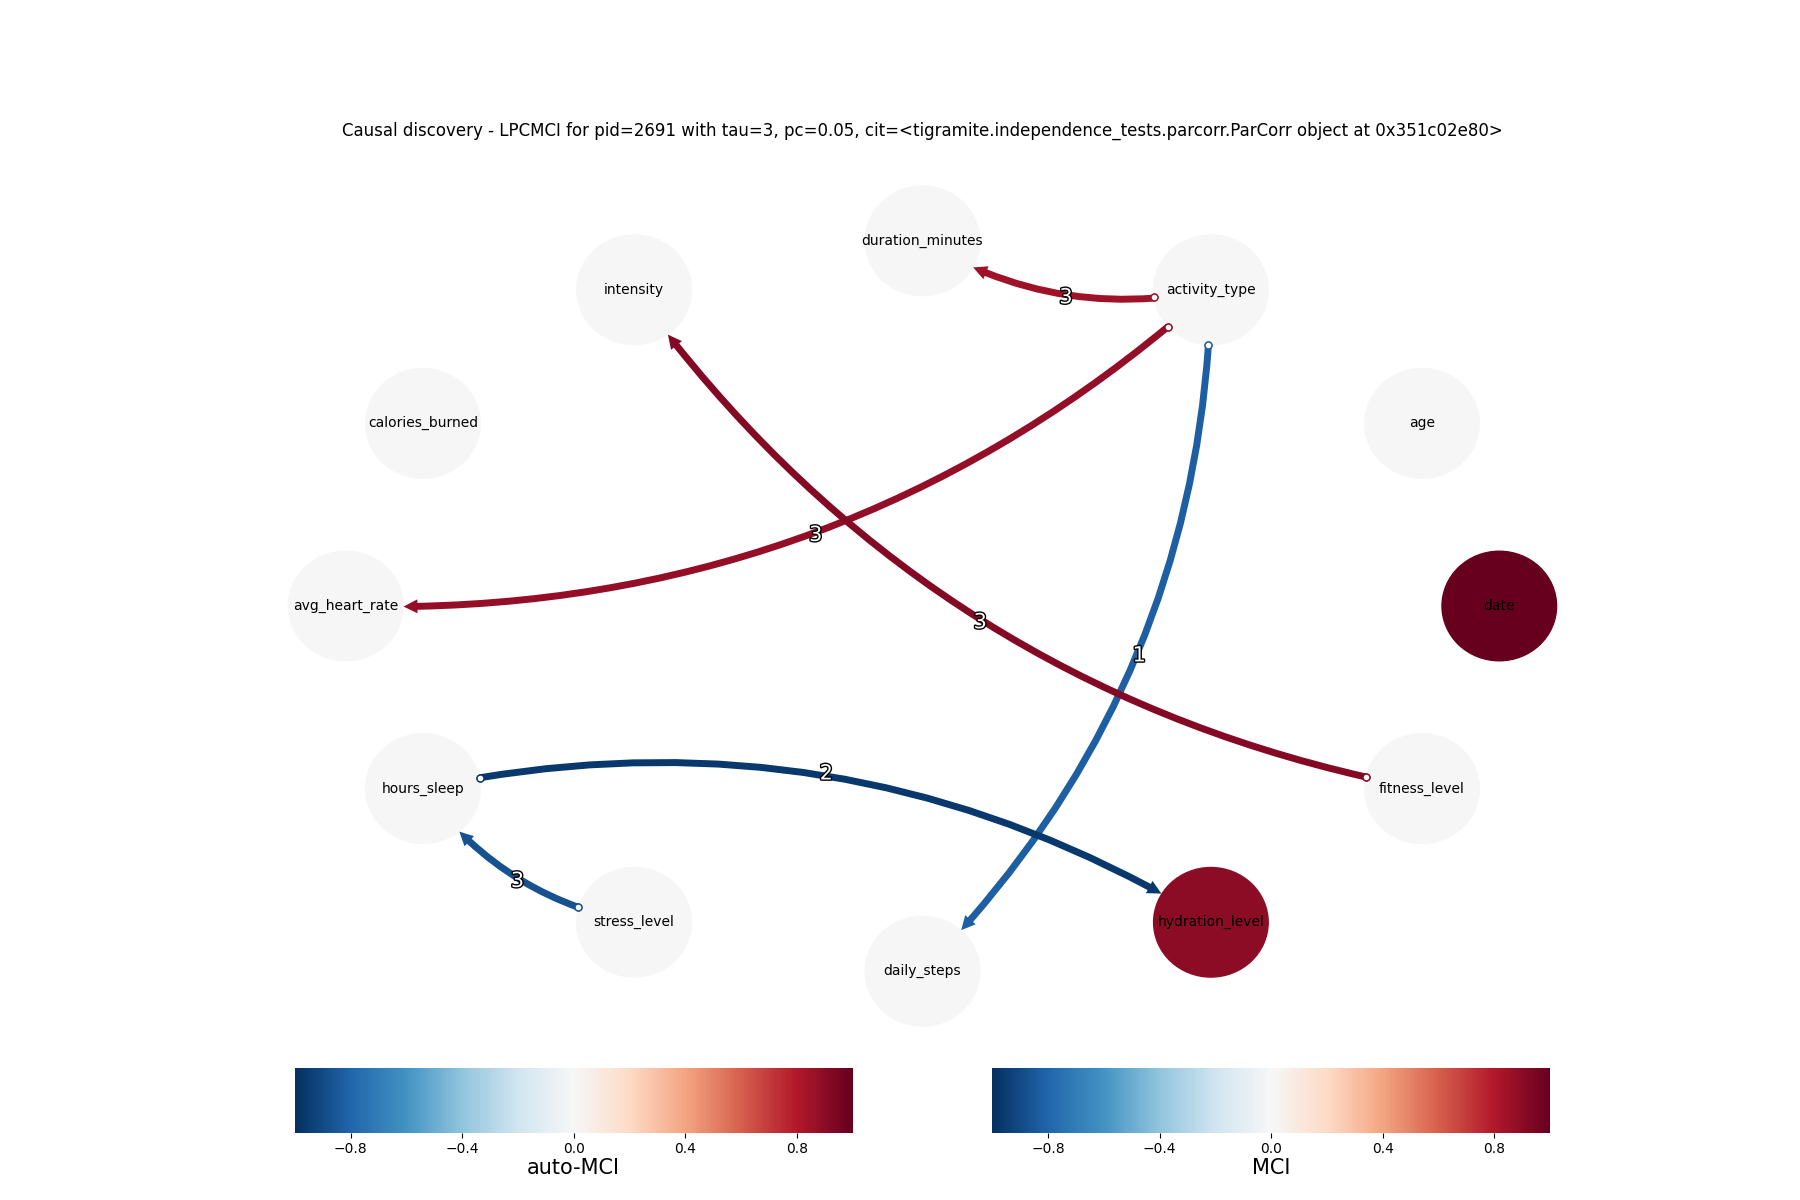 Causal discovery - LPCMCI for pid=2691 with tau=3, pc=0.05, cit=<tigramite.independence_tests.parcorr.ParCorr object at 0x351c02e80>
duration_minutes
intensity
activity_type
3
calories_burned
age
3
avg_heart_rate
date
3
1
2
hours_sleep
fitness_level
3
stress_level
hydration_level
daily_steps
−0.8 −0.4 0.0 0.4 0.8
auto-MCI
−0.8 −0.4 0.0 0.4 0.8
MCI